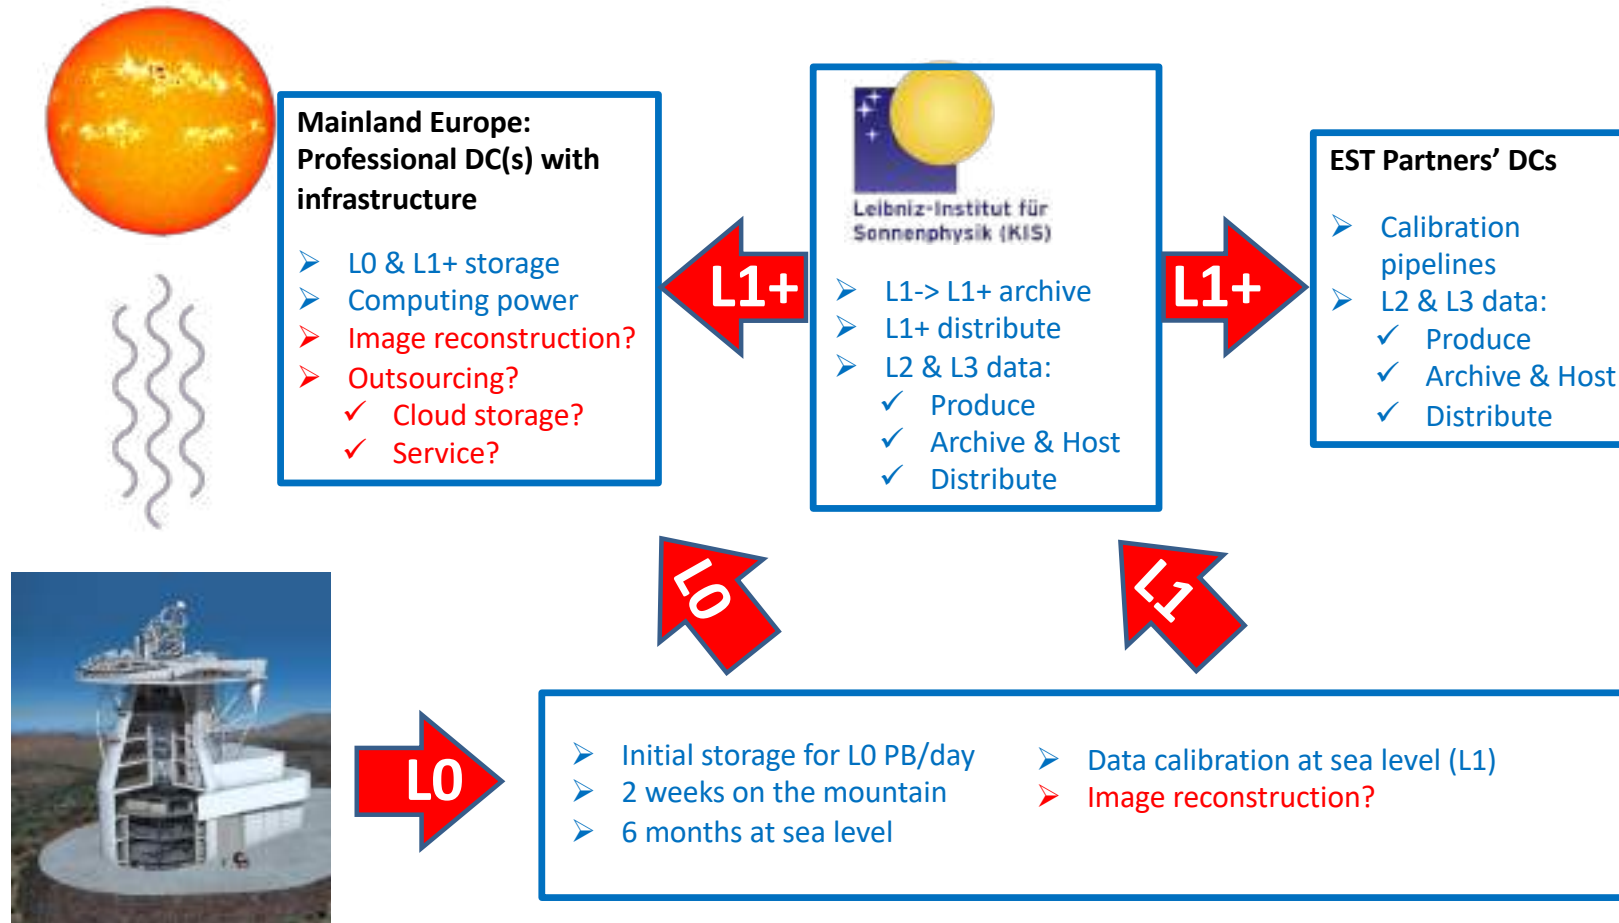 Mainland Europe:
Professional DC(s) with
infrastructure
L0 & L1+ storage
Computing power
Image reconstruction?
Outsourcing?
Cloud storage?
Service?
L1+
Leibniz-Institut für
Sonnenphysik (KIS)
L1-> L1+ archive
L1+ distribute
L2 & L3 data:
Produce
Archive & Host
Distribute
L1+
EST Partners’ DCs
Calibration
pipelines
L2 & L3 data:
Produce
Archive & Host
Distribute
L0
L1
L0
Initial storage for L0 PB/day
2 weeks on the mountain
6 months at sea level
Data calibration at sea level (L1)
Image reconstruction?